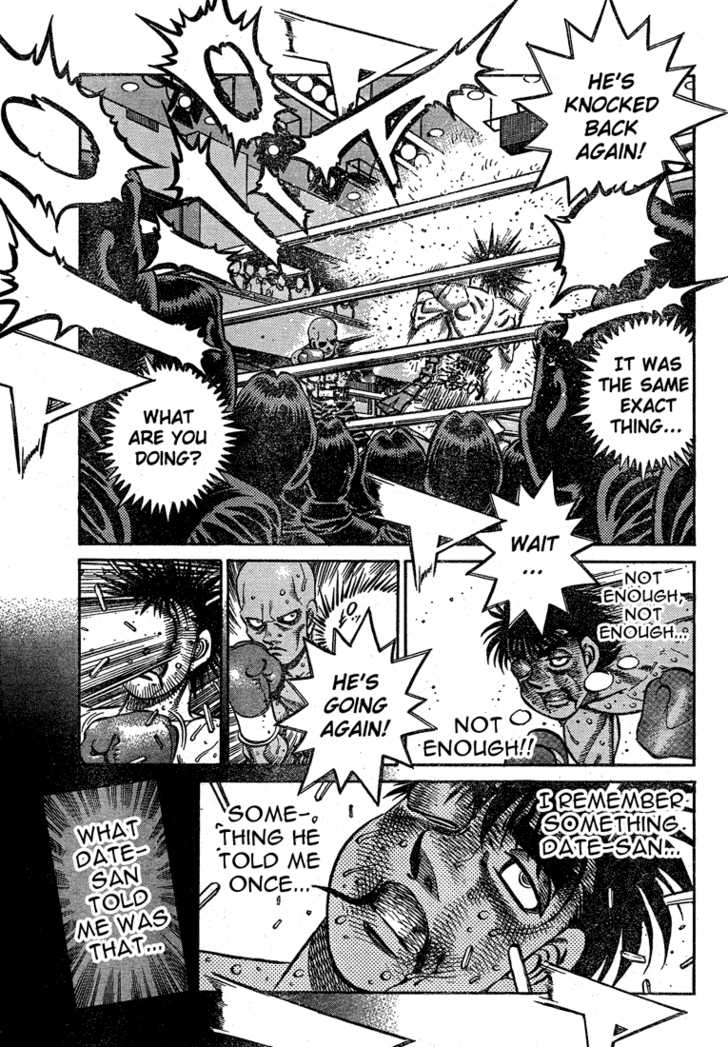 HE'S
KNOCKED
BACK
AGAIN!
IT WAS
THE SAME
EXACT
THING...
WHAT
ARE YOU
DOING?
WAIT
...
NOT
ENOUGH,
NOT
ENOUGH...
NOT
ENOUGH!!
HE'S
GOING
AGAIN!
I REMEMBER
SOMETHING
DATE-SAN...
SOME-
THING HE
TOLD ME
ONCE...
WHAT
DATE-
SAN
TOLD
ME WAS
THAT...